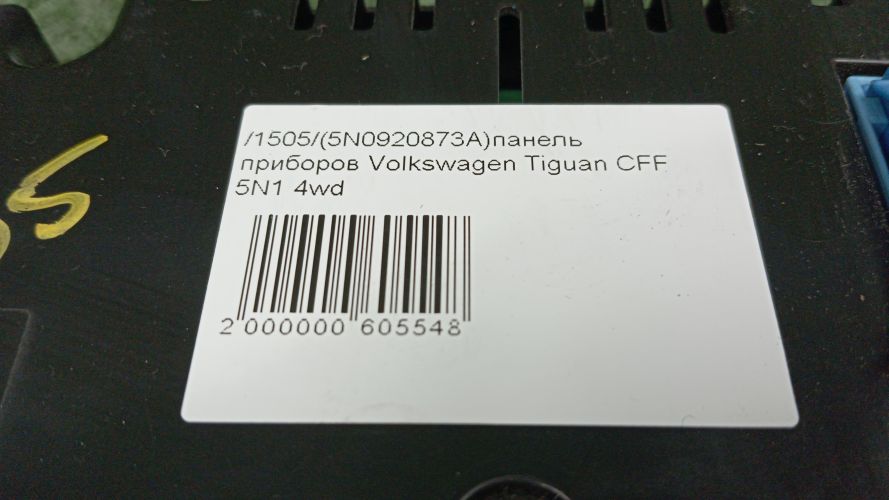 /1505/(5N0920873A)панель
приборов Volkswagen Tiguan CFF
5N1 4wd
2 000000 605548